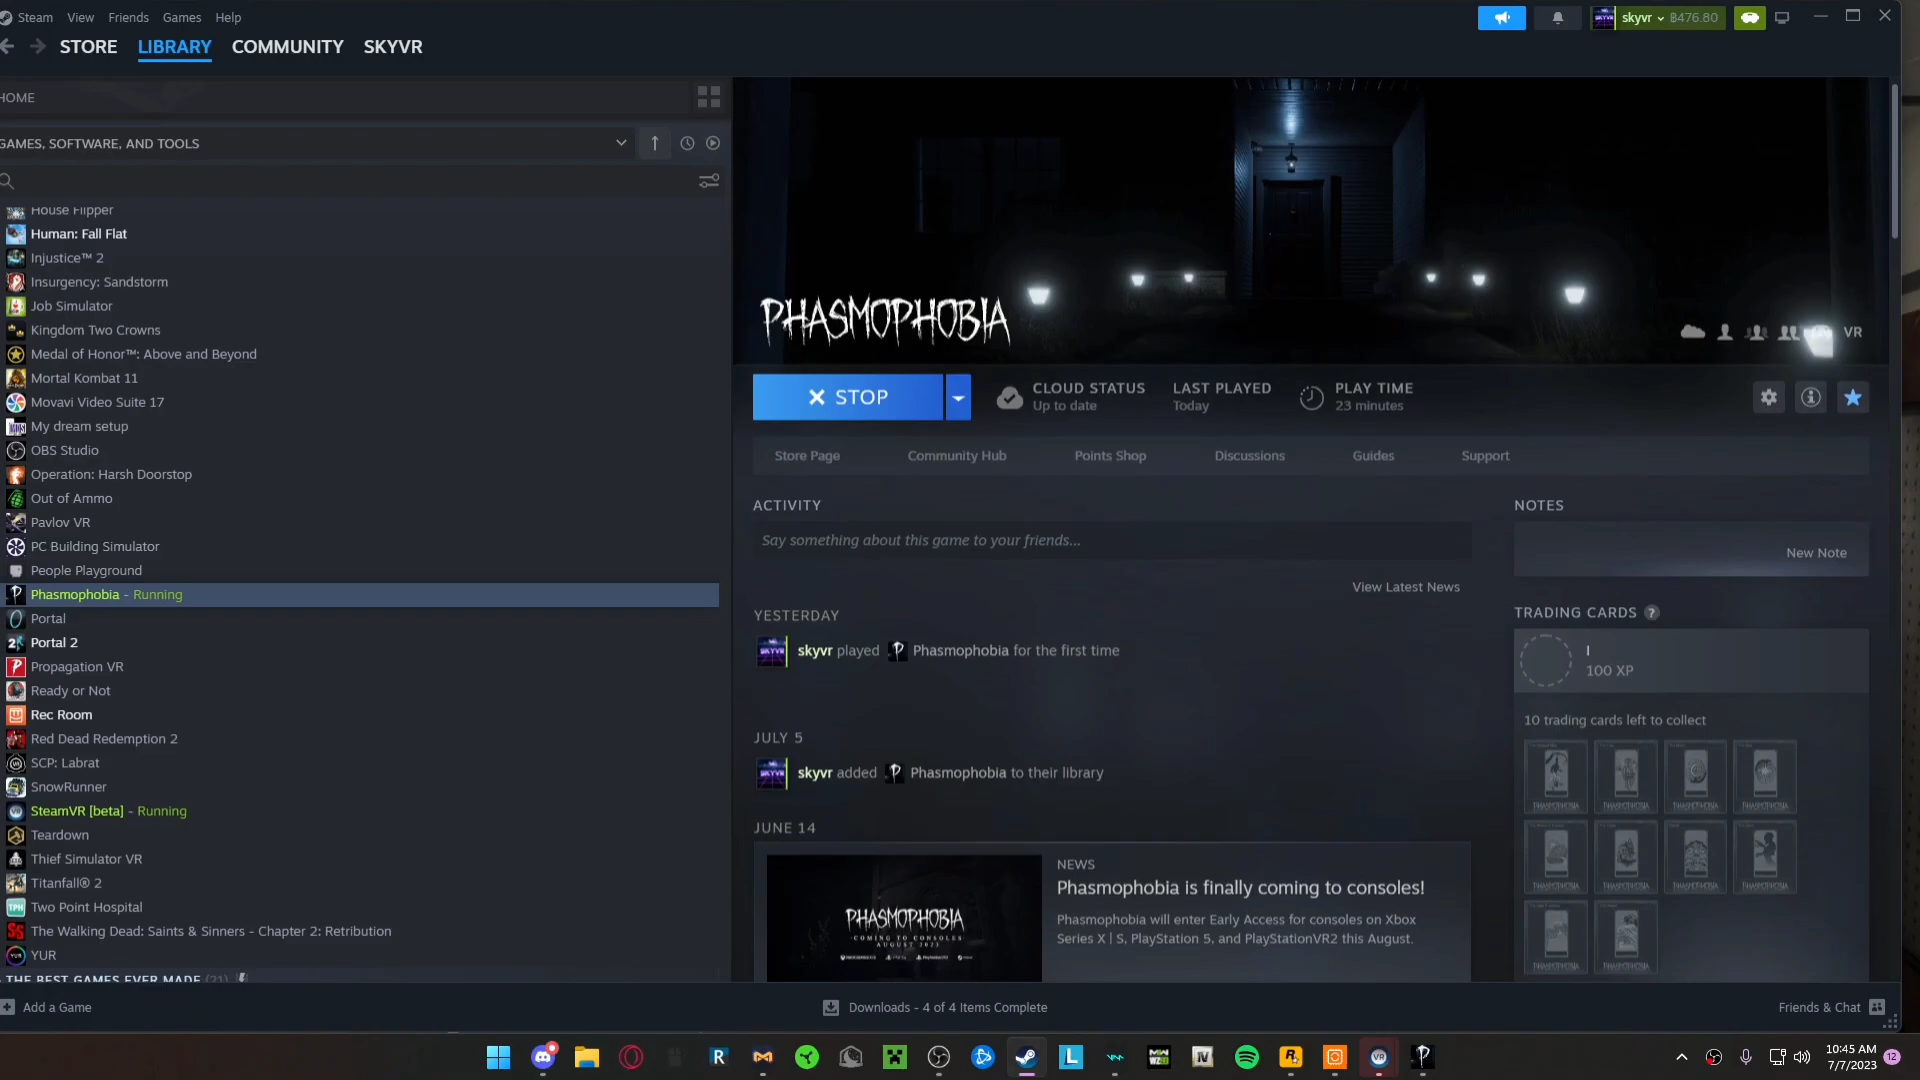 Steam View Friends Games Help
skyvr ฿476.80
STORE LIBRARY COMMUNITY SKYVR
HOME
GAMES, SOFTWARE, AND TOOLS
House Flipper
Human: Fall Flat
Injustice™ 2
Insurgency: Sandstorm
Job Simulator
Kingdom Two Crowns
Medal of Honor™: Above and Beyond
Mortal Kombat 11
Movavi Video Suite 17
My dream setup
OBS Studio
Operation: Harsh Doorstop
Out of Ammo
Pavlov VR
PC Building Simulator
People Playground
Phasmophobia - Running
Portal
Portal 2
Propagation VR
Ready or Not
Rec Room
Red Dead Redemption 2
SCP: Labrat
SnowRunner
SteamVR [beta] - Running
Teardown
Thief Simulator VR
Titanfall® 2
Two Point Hospital
The Walking Dead: Saints & Sinners - Chapter 2: Retribution
YUR
THE BEST GAMES EVER MADE (21)
Add a Game
PHASMOPHOBIA
VR
STOP
CLOUD STATUS
Up to date
LAST PLAYED
Today
PLAY TIME
23 minutes
Store Page Community Hub Points Shop Discussions Guides Support
ACTIVITY
Say something about this game to your friends...
View Latest News
YESTERDAY
skyvr played Phasmophobia for the first time
JULY 5
skyvr added Phasmophobia to their library
JUNE 14
PHASMOPHOBIA
COMING TO CONSOLES
AUGUST 2023
NEWS
Phasmophobia is finally coming to consoles!
Phasmophobia will enter Early Access for consoles on Xbox
Series X | S, PlayStation 5, and PlayStationVR2 this August.
NOTES
New Note
TRADING CARDS ?
I
100 XP
10 trading cards left to collect
Downloads - 4 of 4 Items Complete
Friends & Chat
10:45 AM
7/7/2023
12